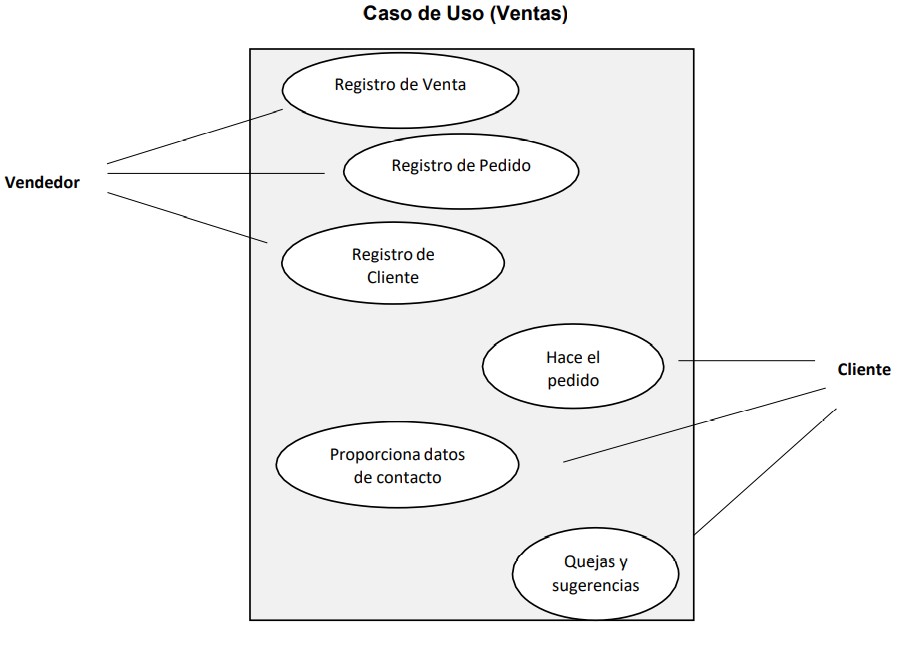 Caso de Uso (Ventas)
Registro de Venta
Registro de Pedido
Vendedor
Registro de
Cliente
Hace el
pedido
Cliente
Proporciona datos
de contacto
Quejas y
sugerencias